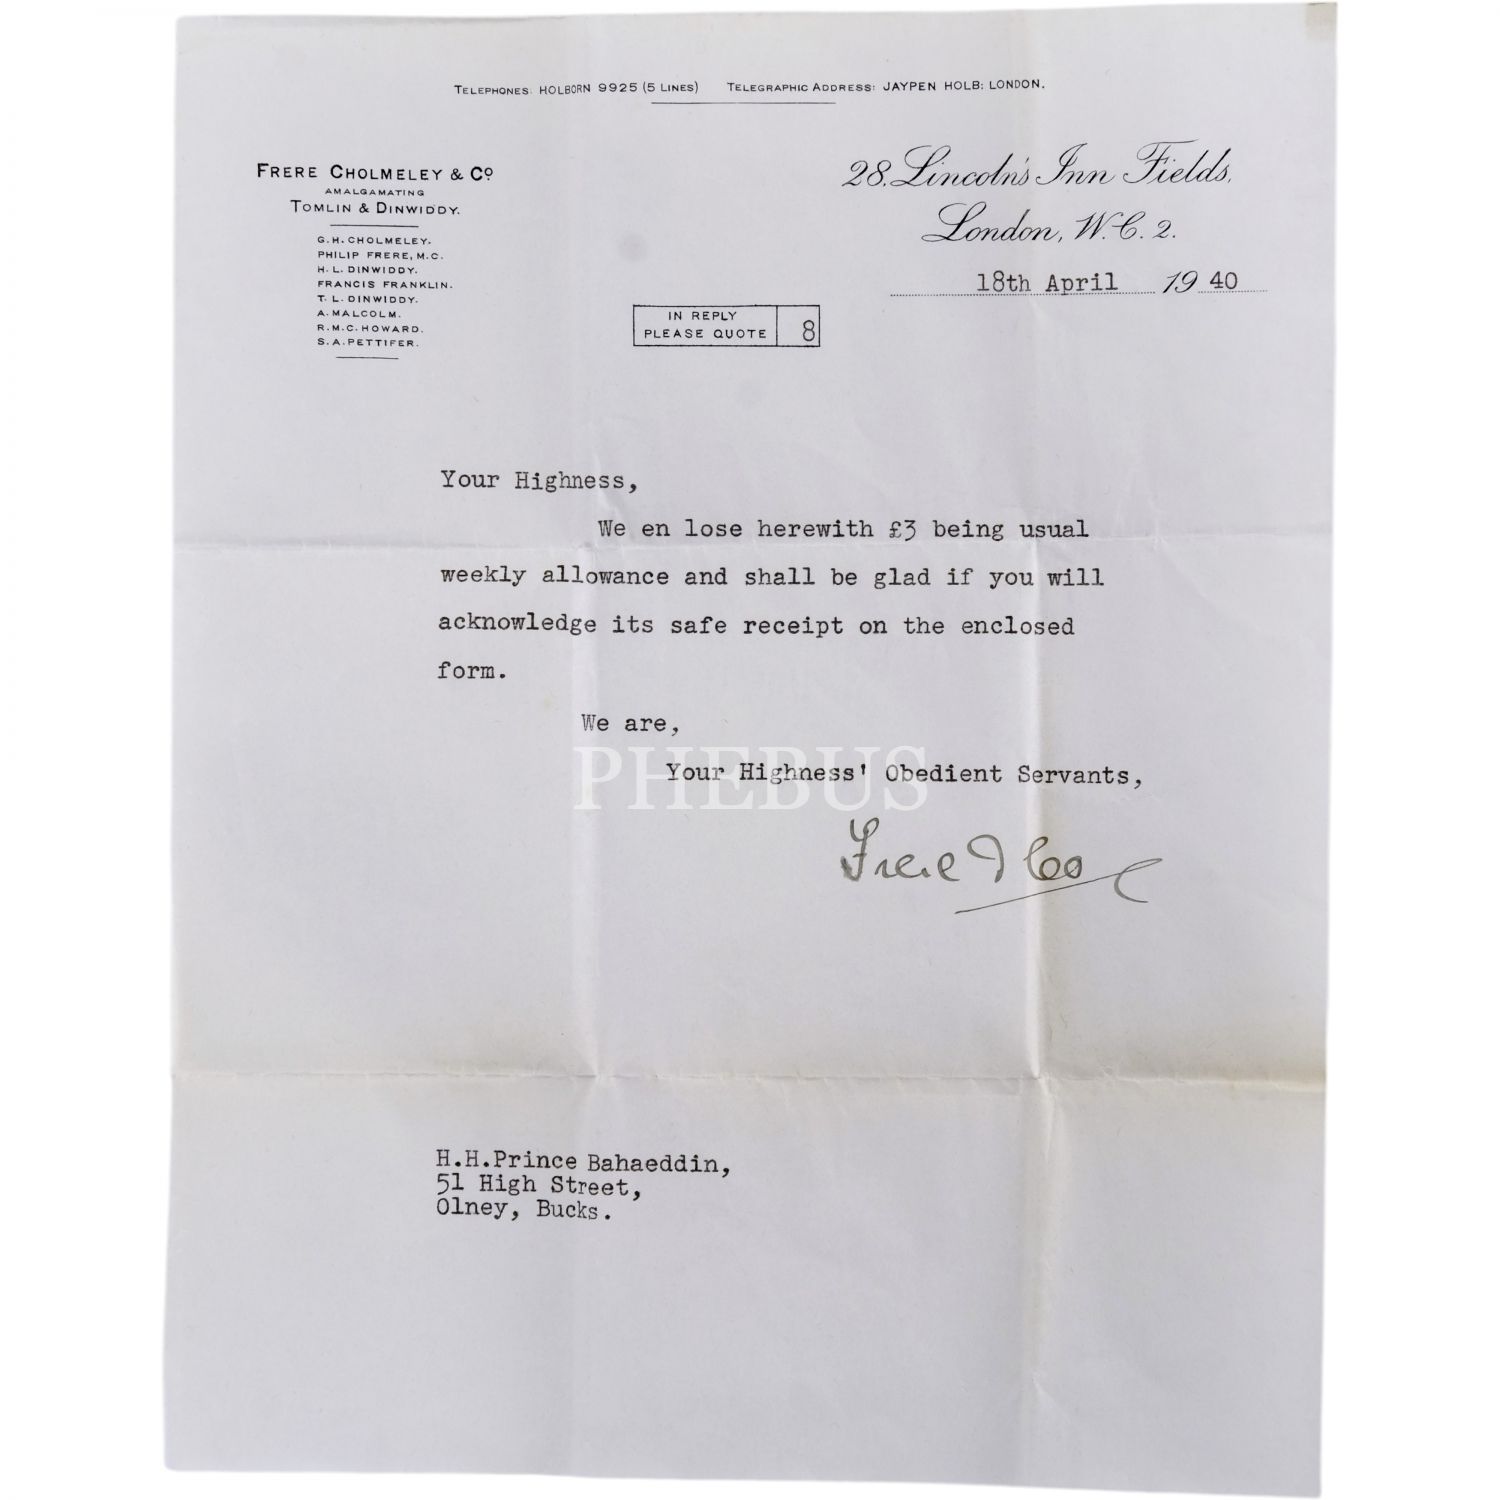 TELEPHONES: HOLBORN 9925 (5 LINES) TELEGRAPHIC ADDRESS: JAYPEN HOLB: LONDON.
FRERE CHOLMELEY & Co
AMALGAMATING
TOMLIN & DINWIDDY.
G.H. CHOLMELEY.
PHILIP FRERE, M.C.
H. L. DINWIDDY.
FRANCIS FRANKLIN.
T. L. DINWIDDY.
A. MALCOLM.
R.M.C. HOWARD.
S.A. PETTIFER.
28. Lincoln's Inn Fields,
London, W.C. 2.
18th April 1940
IN REPLY
PLEASE QUOTE 8
Your Highness,
We en lose herewith £3 being usual
weekly allowance and shall be glad if you will
acknowledge its safe receipt on the enclosed
form.
We are,
PHEBUS
Your Highness' Obedient Servants,
Frere & Co
H.H.Prince Bahaeddin,
51 High Street,
Olney, Bucks.